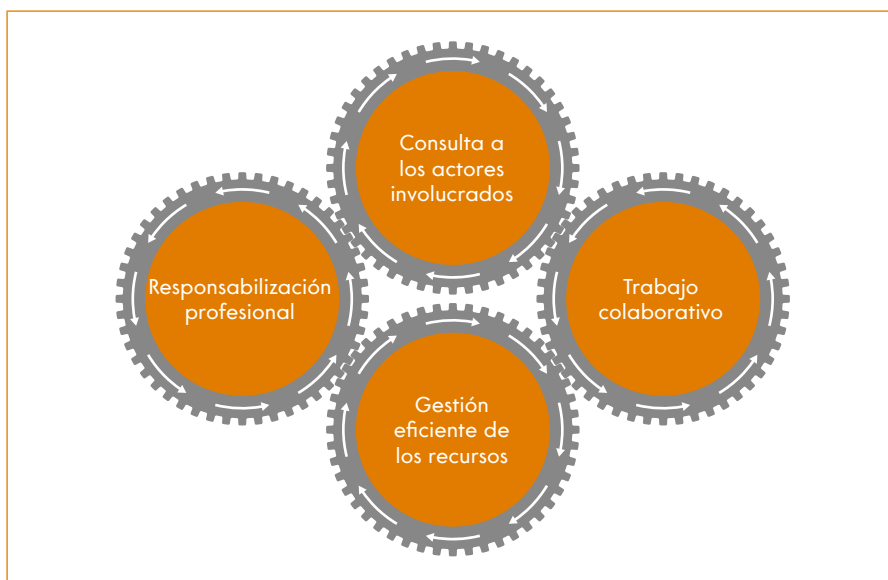 Consulta a
los actores
involucrados
Responsabilización
profesional
Trabajo
colaborativo
Gestión
eficiente de
los recursos